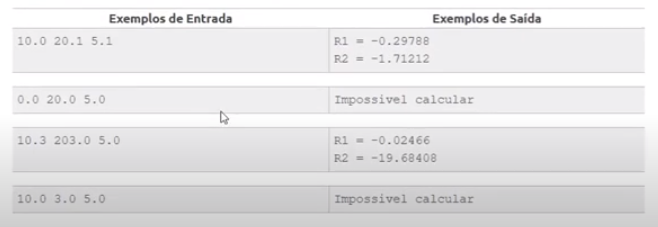 Exemplos de Entrada Exemplos de Saída
10.0 20.1 5.1 R1 = -0.29788
R2 = -1.71212
0.0 20.0 5.0 Impossivel calcular
10.3 203.0 5.0 R1 = -0.02466
R2 = -19.68408
10.0 3.0 5.0 Impossivel calcular